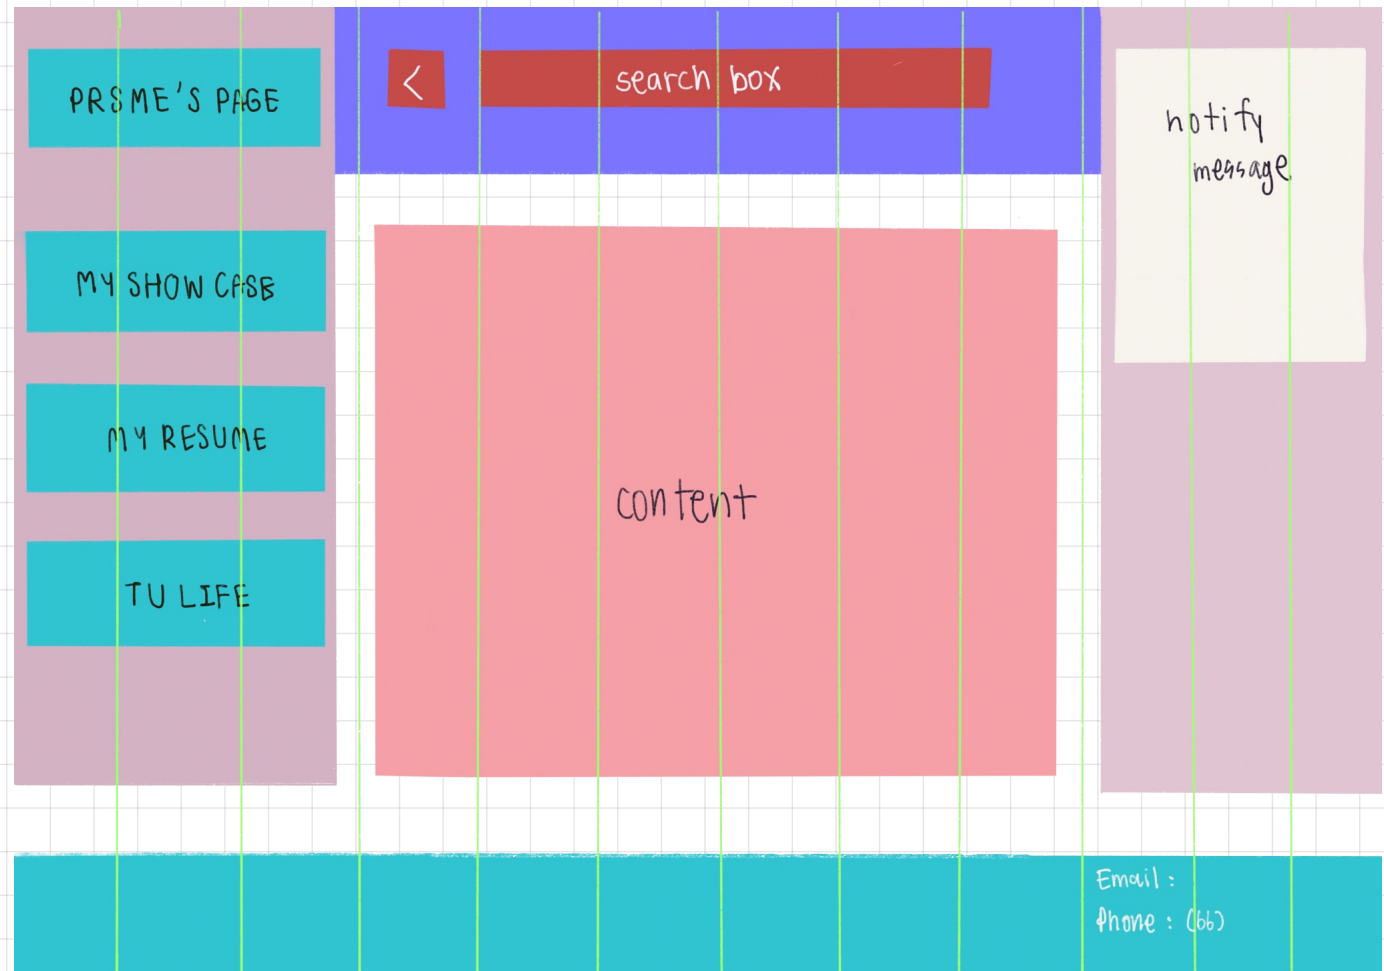 PRSME'S PAGE
MY SHOW CASE
MY RESUME
TU LIFE
<
search box
content
notify
message.
Email :
Phone : (66)